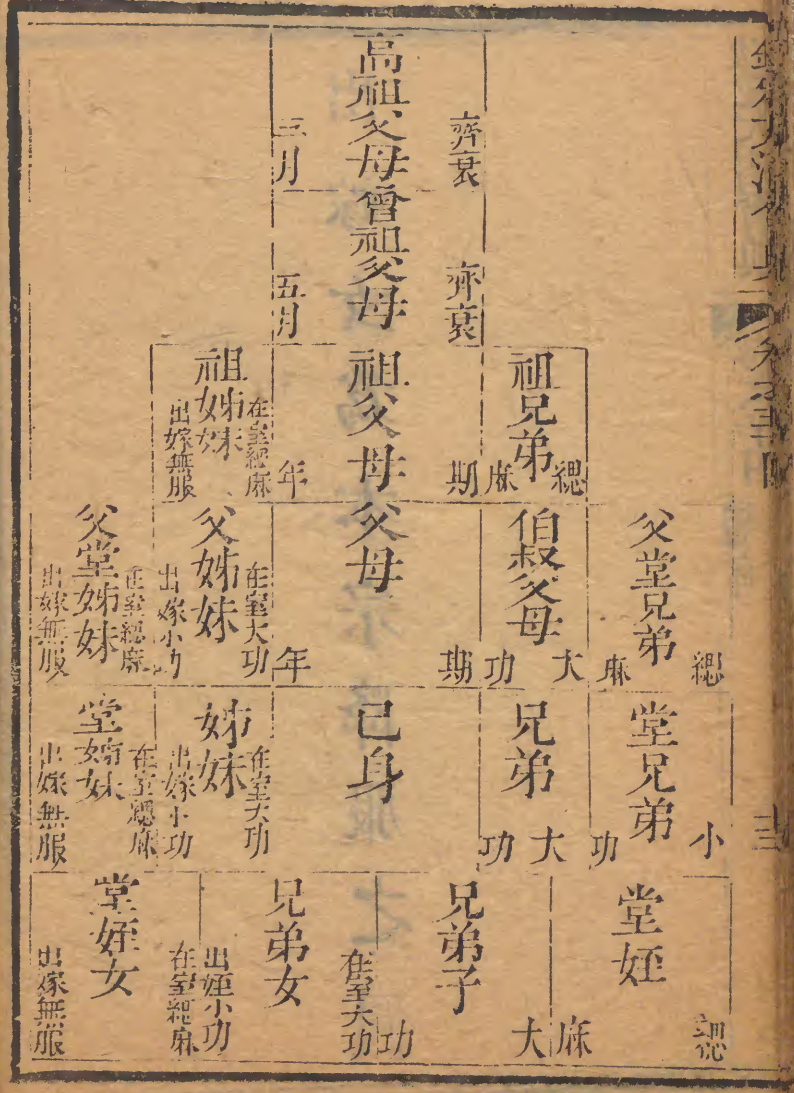 高祖父母
齊衰
三月
曾祖父母
齊衰
五月
祖兄弟
緦麻
祖父母
期年
祖姊妹
在室緦麻
出嫁無服
父堂兄弟
緦麻
伯叔父母
大功
父母
期年
父姊妹
在室大功
出嫁小功
父堂姊妹
在室緦麻
出嫁無服
堂兄弟
小功
兄弟
大功
己身
姊妹
在室大功
出嫁小功
堂姊妹
在室緦麻
出嫁無服
堂姪
緦麻
兄弟子
大功
兄弟女
在室大功
出姪小功
堂姪女
在室緦麻
出嫁無服